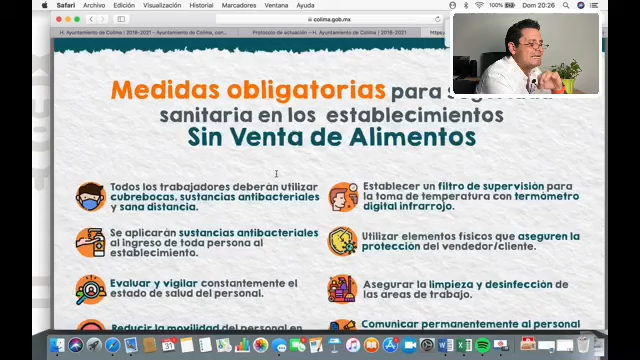 Safari Archivo Edición Visualización Historial Marcadores Ventana Ayuda
100% Dom 20:26
colima.gob.mx
H. Ayuntamiento de Colima | 2018-2021 – Ayuntamiento de Colima, con...
Protocolo de actuación – H. Ayuntamiento de Colima | 2018-2021
https:/
Medidas obligatorias para
sanitaria en los establecimientos
Sin Venta de Alimentos
Todos los trabajadores deberán utilizar
cubrebocas, sustancias antibacteriales
y sana distancia.
Se aplicarán sustancias antibacteriales
al ingreso de toda persona al
establecimiento.
Evaluar y vigilar constantemente el
estado de salud del personal.
Reducir la movilidad del personal en
Establecer un filtro de supervisión para
la toma de temperatura con termómetro
digital infrarrojo.
Utilizar elementos físicos que aseguren la
protección del vendedor/cliente.
Asegurar la limpieza y desinfección de
las áreas de trabajo.
Comunicar permanentemente al personal